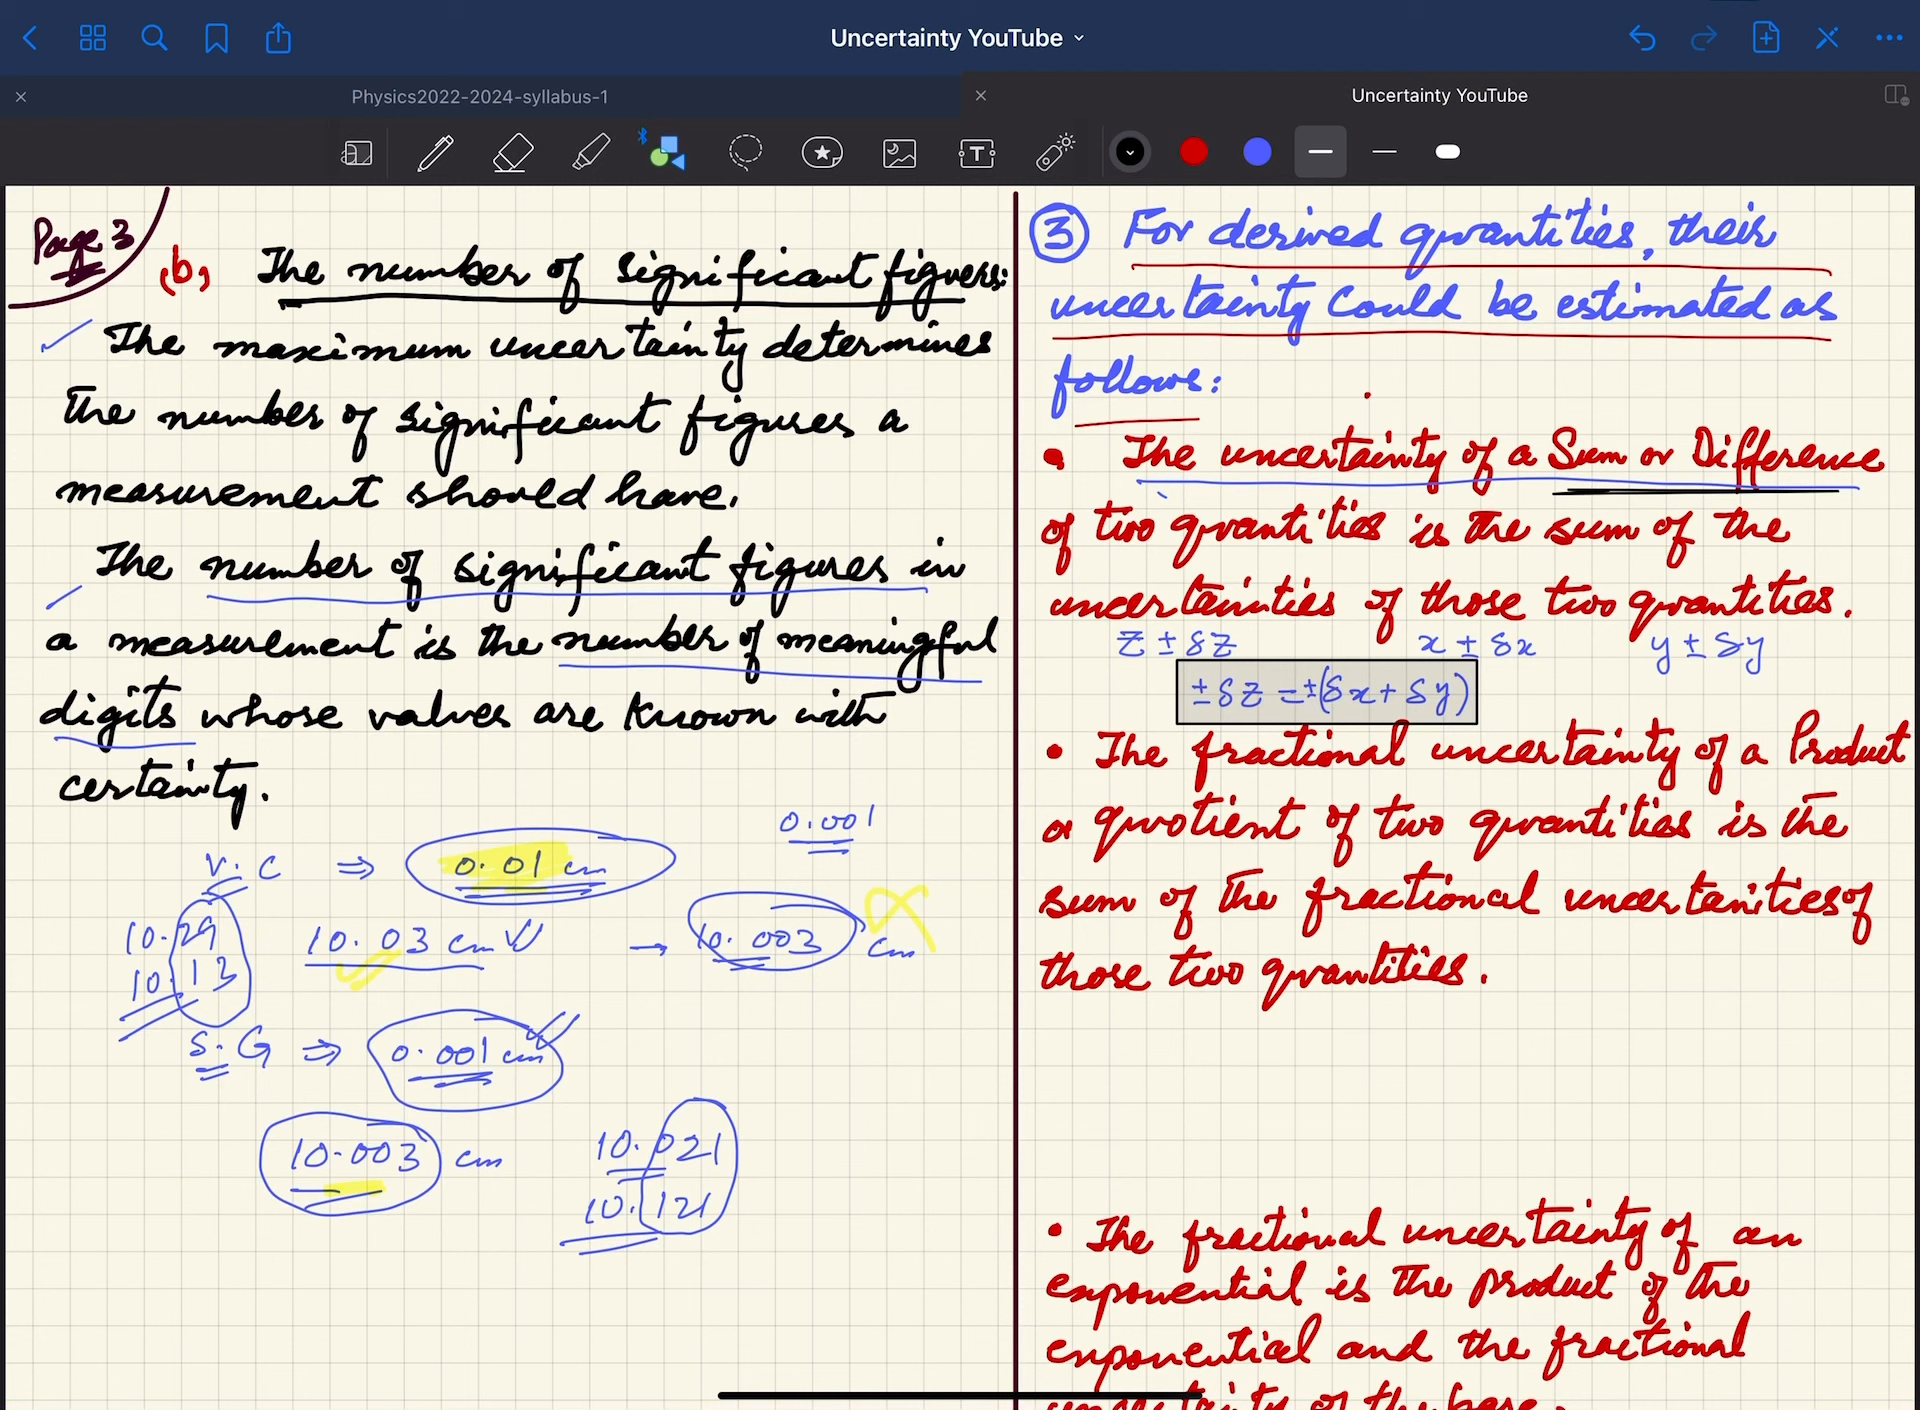 Uncertainty YouTube
Physics2022-2024-syllabus-1
Uncertainty YouTube
Page 3
(b) The number of significant figures:
The maximum uncertainty determines
the number of significant figures a
measurement should have.
The number of significant figures in
a measurement is the number of meaningful
digits whose values are known with
certainty.
0.001
V.C ⇒ 0.01 cm
10.29
10.13
10.03 cm → 10.003 cm
S.G ⇒ 0.001 cm
10.003 cm
10.021
10.121
③ For derived quantities, their
uncertainty could be estimated as
follows:
• The uncertainty of a Sum or Difference
of two quantities is the sum of the
uncertainties of those two quantities.
z ± δz x ± δx y ± δy
± δz = ±(δx + δy)
• The fractional uncertainty of a Product
or quotient of two quantities is the
sum of the fractional uncertanities of
those two quantities.
• The fractional uncertainty of an
exponential is the product of the
exponential and the fractional
uncertainty of the base.